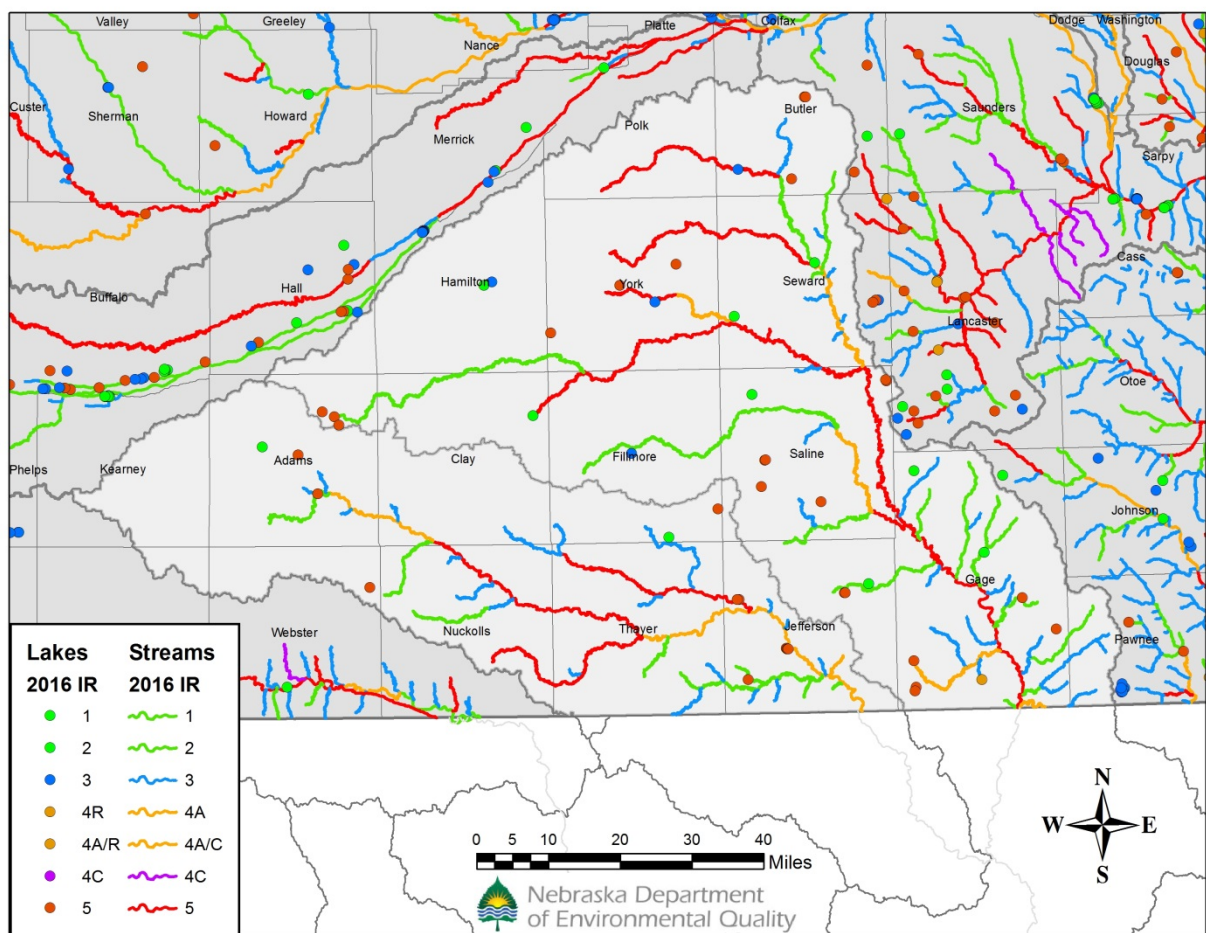 Valley
Greeley
Platte
Colfax
Dodge
Washington
Nance
Douglas
Custer
Sherman
Howard
Butler
Saunders
Polk
Merrick
Sarpy
Cass
Hall
Hamilton
York
Seward
Buffalo
Lancaster
Otoe
Phelps
Kearney
Adams
Clay
Fillmore
Saline
Johnson
Gage
Webster
Nuckolls
Thayer
Jefferson
Pawnee
Lakes
2016 IR
1
2
3
4R
4A/R
4C
5
Streams
2016 IR
1
2
3
4A
4A/C
4C
5
0 5 10 20 30 40
Miles
Nebraska Department
of Environmental Quality
N
W E
S